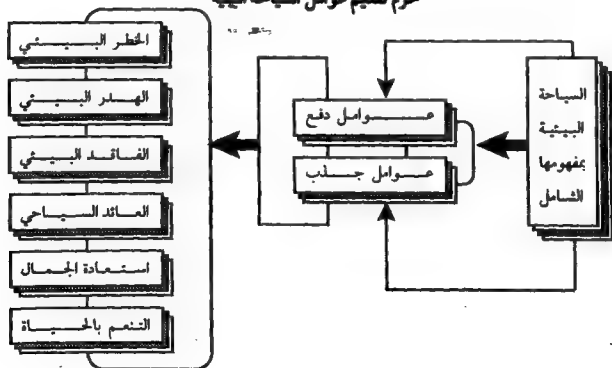 السياحة
البيئية
بمفهومها
الشامل
عوامل دفع
عوامل جذب
الخطر البيئي
الهدر البيئي
الفاقد البيئي
العائد السياحي
استعادة الجمال
التنعم بالحياة